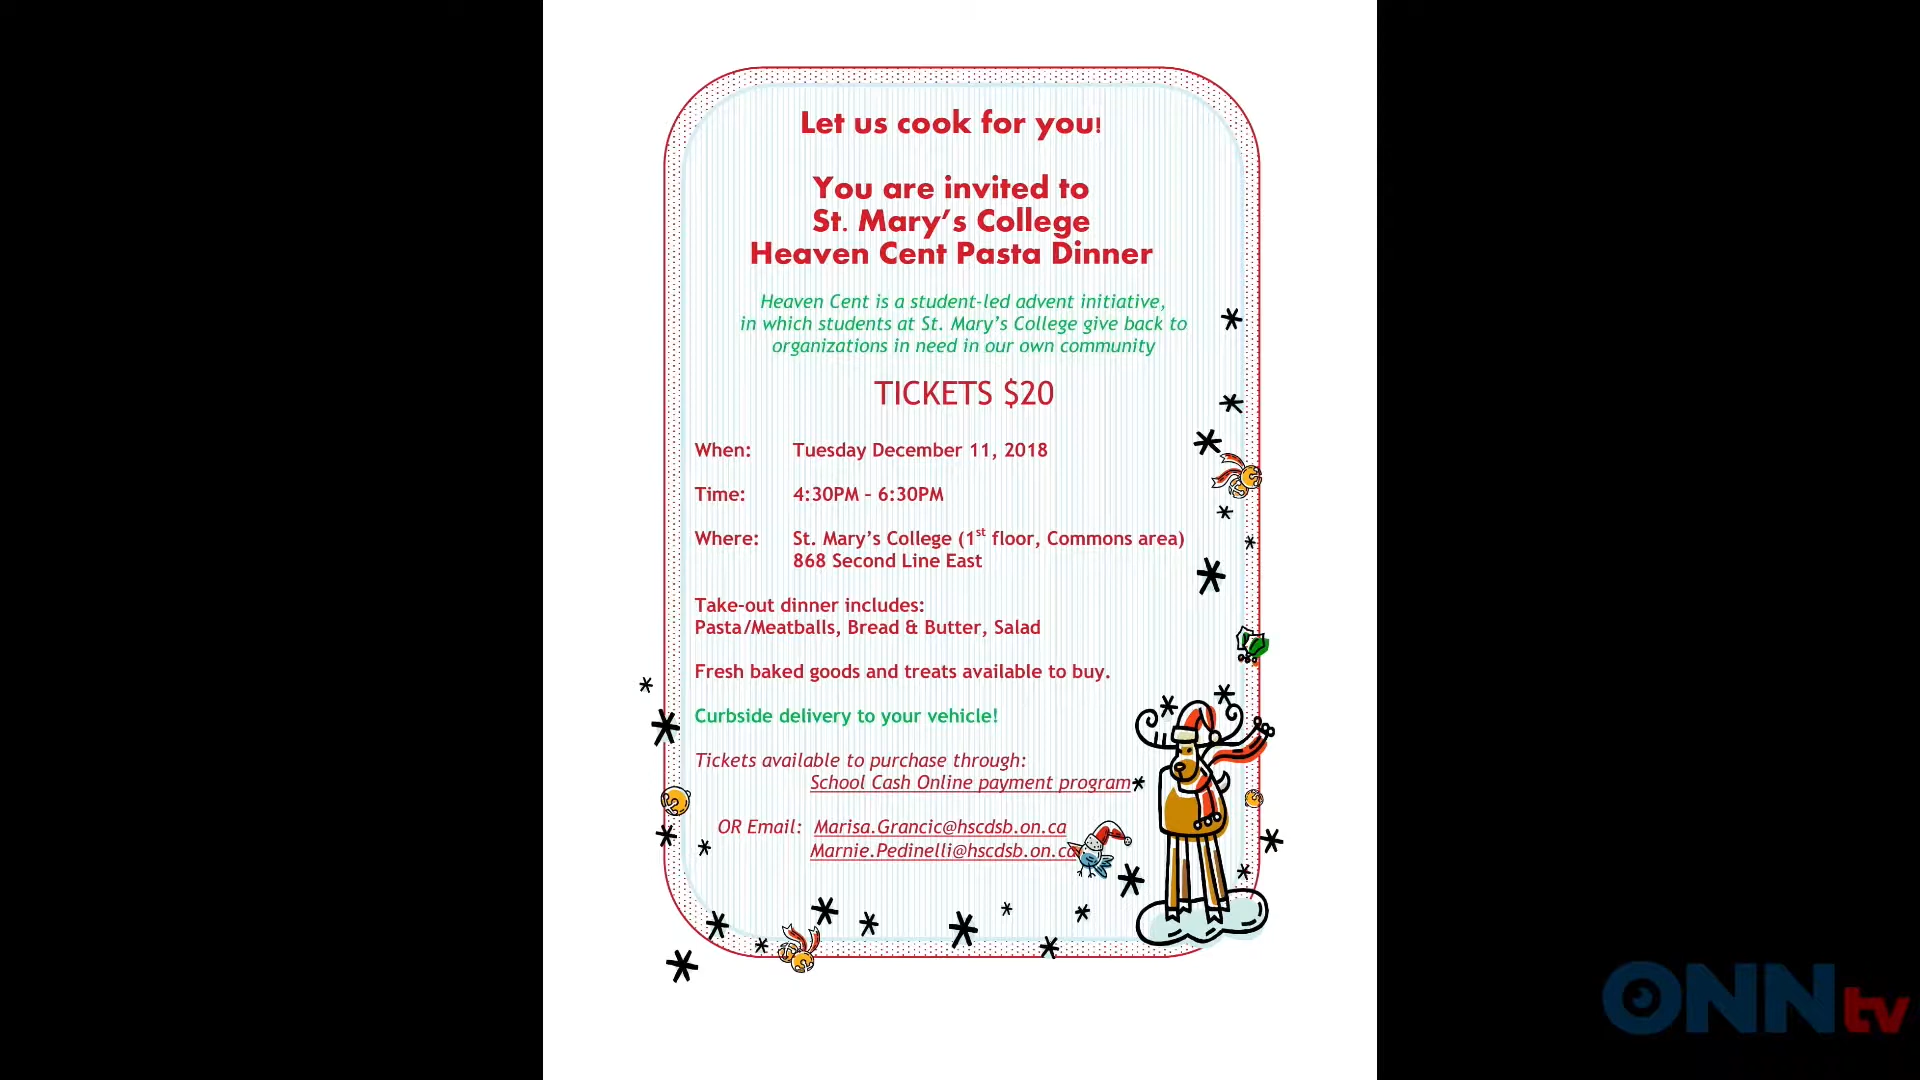 Let us cook for you!
You are invited to
St. Mary’s College
Heaven Cent Pasta Dinner
Heaven Cent is a student-led advent initiative,
in which students at St. Mary’s College give back to
organizations in need in our own community
TICKETS $20
When: Tuesday December 11, 2018
Time: 4:30PM – 6:30PM
Where: St. Mary’s College (1st floor, Commons area)
868 Second Line East
Take-out dinner includes:
Pasta/Meatballs, Bread & Butter, Salad
Fresh baked goods and treats available to buy.
Curbside delivery to your vehicle!
Tickets available to purchase through:
School Cash Online payment program
OR Email: Marisa.Grancic@hscdsb.on.ca
Marnie.Pedinelli@hscdsb.on.ca
ONNtv